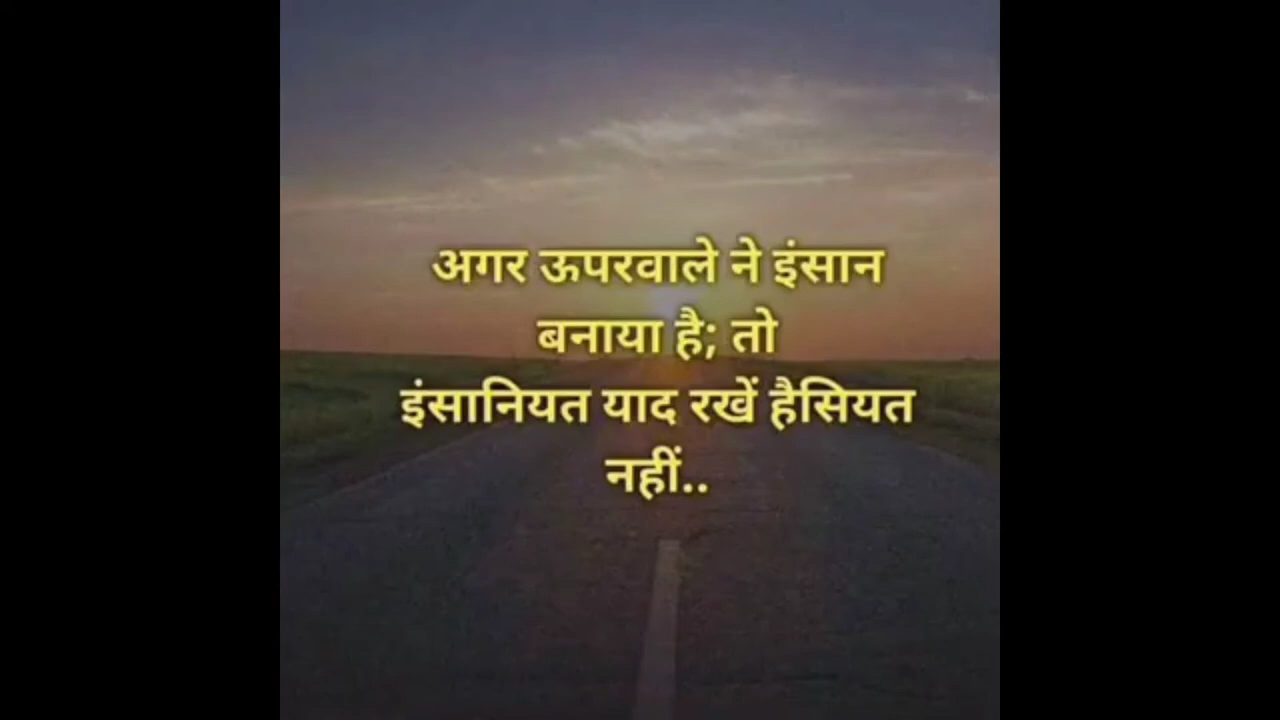 अगर ऊपरवाले ने इंसान
बनाया है; तो
इंसानियत याद रखें हैसियत
नहीं..